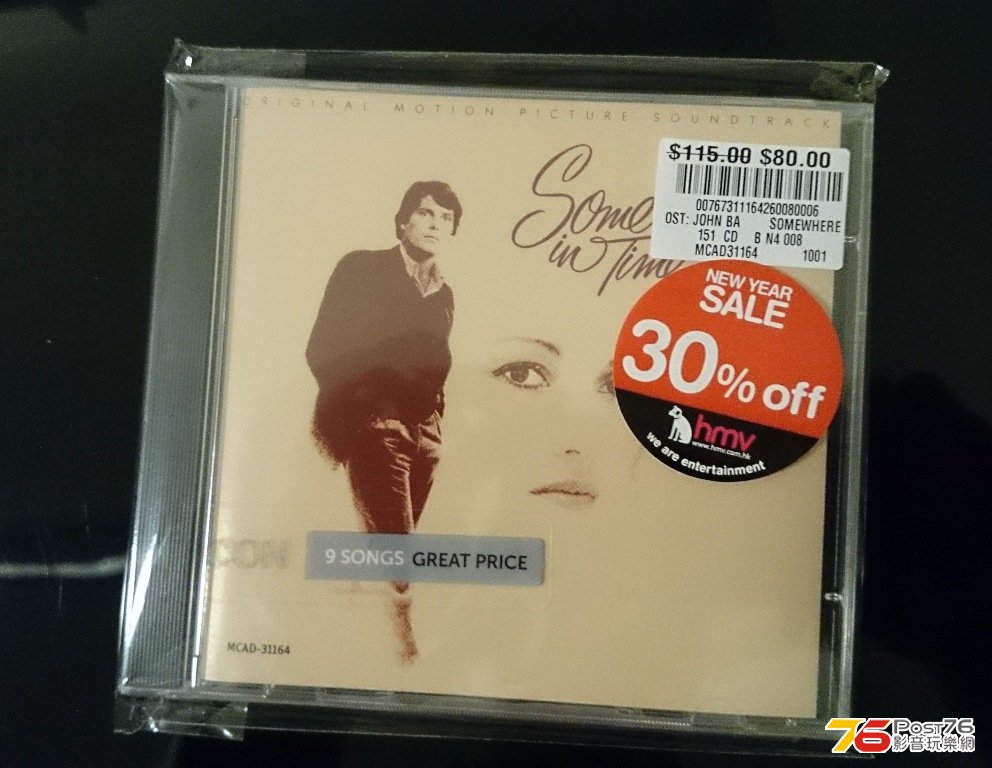 ORIGINAL MOTION PICTURE SOUNDTRACK
Some
in Time
$115.00 $80.00
00767311164260080006
OST: JOHN BA SOMEWHERE
151 CD B N4 008
MCAD31164 1001
NEW YEAR
SALE
30% off
hmv
www.hmv.com.hk
we are entertainment
9 SONGS GREAT PRICE
MCAD-31164
76 POST76
影音玩樂網